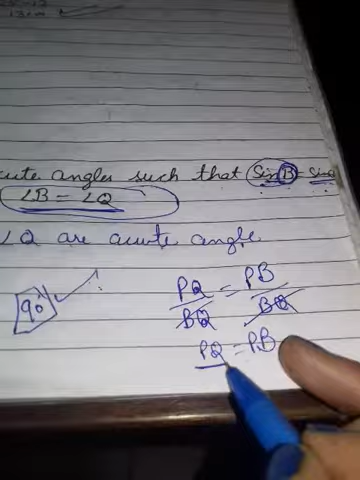 cute angles such that Sin B = Sin Q
∠B = ∠Q
∠Q are acute angle
90° ✓
PQ/BQ = PB/BQ
PQ = PB